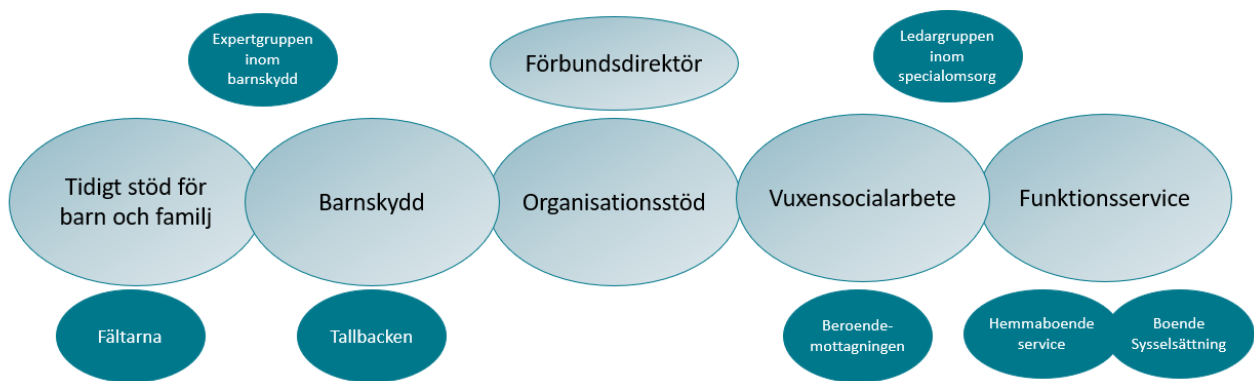 Expertgruppen
inom
barnskydd
Förbundsdirektör
Ledargruppen
inom
specialomsorg
Tidigt stöd för
barn och familj
Barnskydd
Organisationsstöd
Vuxensocialarbete
Funktionsservice
Fältarna
Tallbacken
Beroende-
mottagningen
Hemmaboende
service
Boende
Sysselsättning